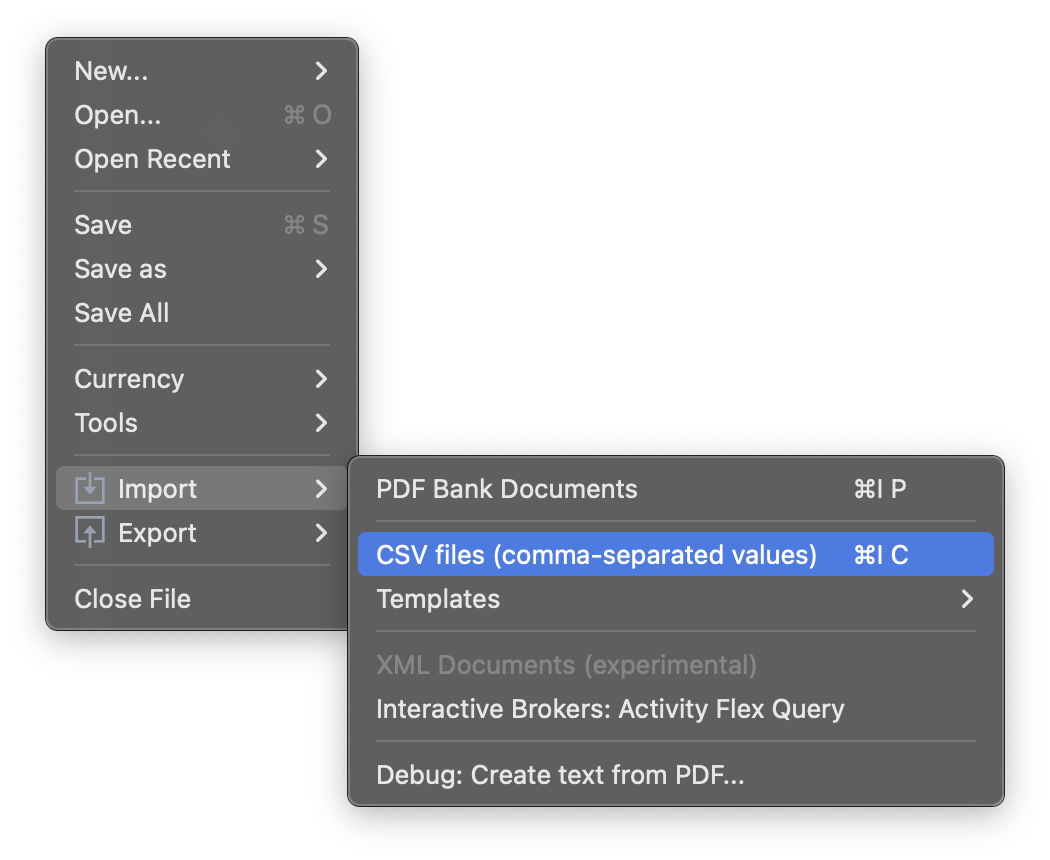 New...
Open... ⌘ O
Open Recent
Save ⌘ S
Save as
Save All
Currency
Tools
Import
Export
Close File
PDF Bank Documents ⌘I P
CSV files (comma-separated values) ⌘I C
Templates
XML Documents (experimental)
Interactive Brokers: Activity Flex Query
Debug: Create text from PDF...